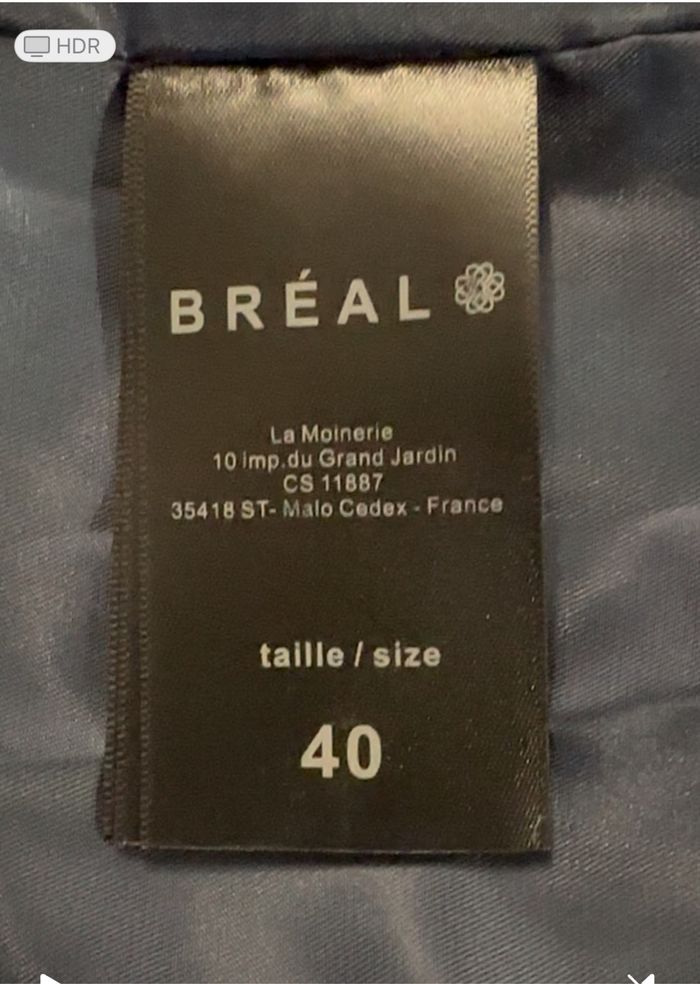 HDR
BRÉAL
La Moinerie
10 imp.du Grand Jardin
CS 11887
35418 ST- Malo Cedex - France
taille / size
40